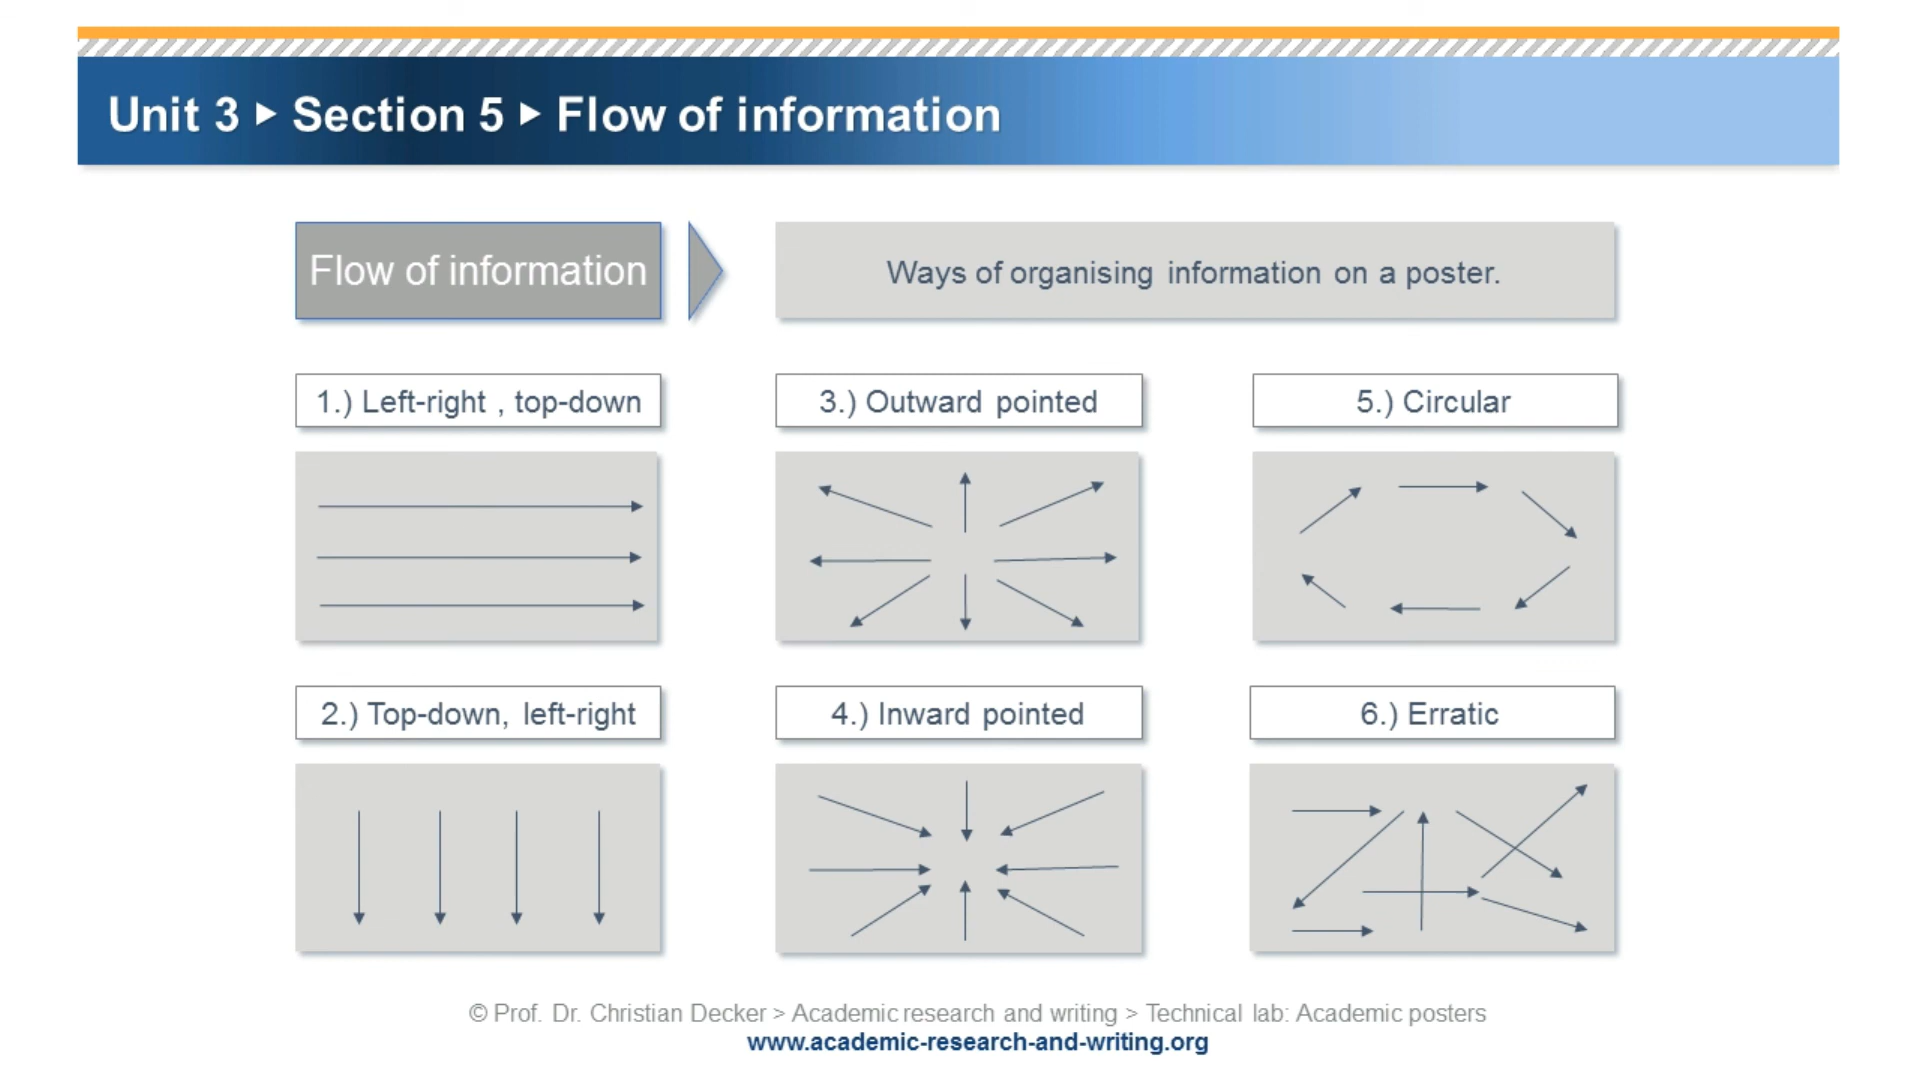 Unit 3 ▸ Section 5 ▸ Flow of information
Flow of information
Ways of organising information on a poster.
1.) Left-right , top-down
3.) Outward pointed
5.) Circular
2.) Top-down, left-right
4.) Inward pointed
6.) Erratic
© Prof. Dr. Christian Decker > Academic research and writing > Technical lab: Academic posters
www.academic-research-and-writing.org